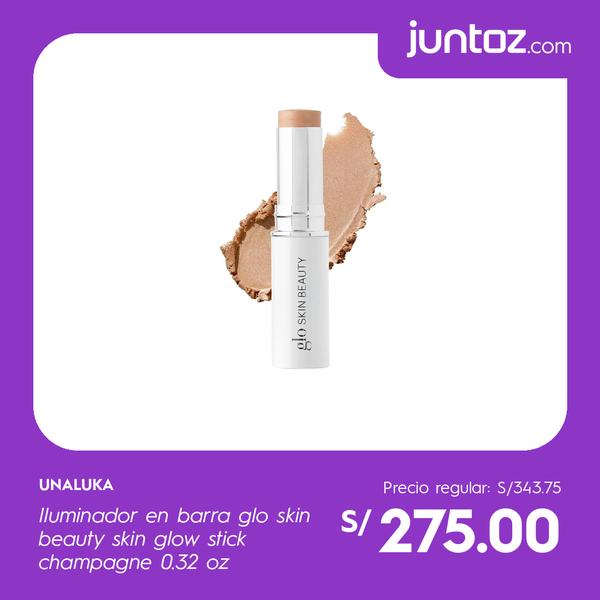 juntoz.com
glo SKIN BEAUTY
UNALUKA
Iluminador en barra glo skin
beauty skin glow stick
champagne 0.32 oz
Precio regular: S/343.75
S/275.00